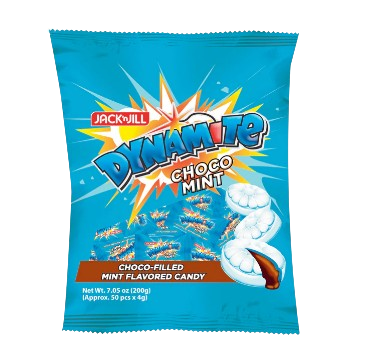 JACK 'n JILL
DYNAMITE
CHOCO
MINT
CHOCO-FILLED
MINT FLAVORED CANDY
Net Wt. 7.05 oz (200g)
(Approx. 50 pcs x 4g)